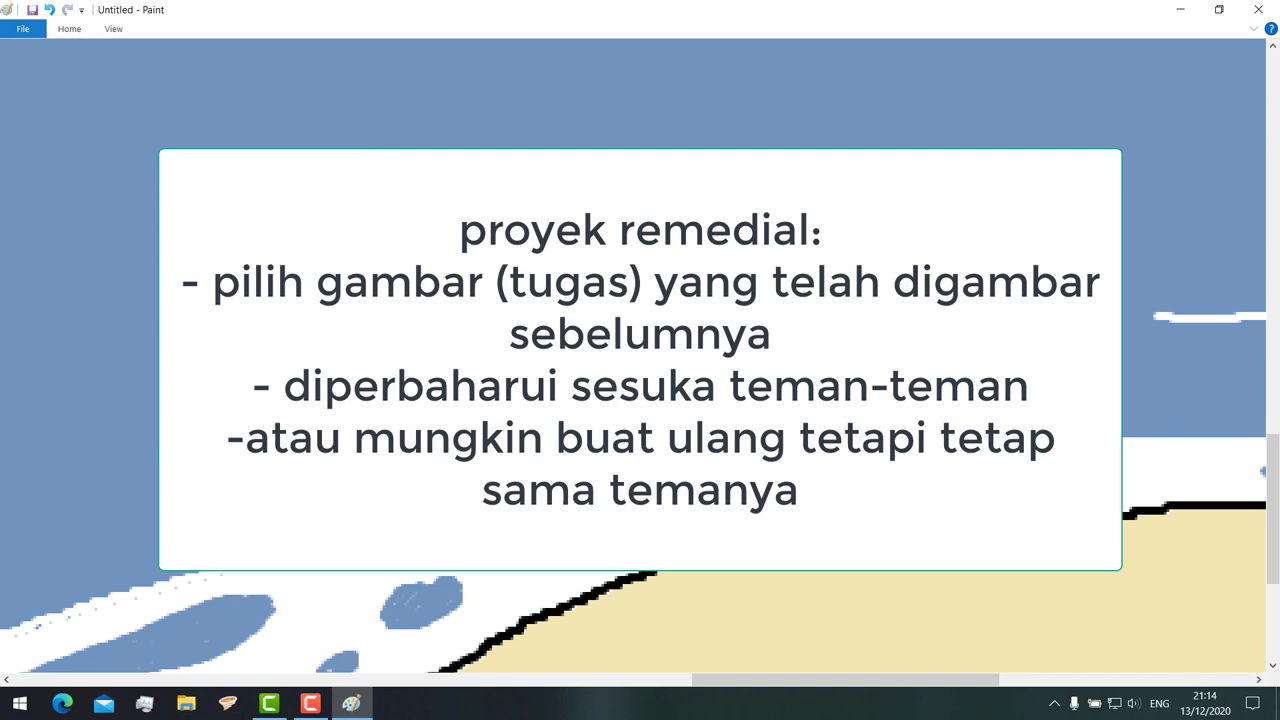 Untitled - Paint
File Home View
proyek remedial:
- pilih gambar (tugas) yang telah digambar
sebelumnya
- diperbaharui sesuka teman-teman
-atau mungkin buat ulang tetapi tetap
sama temanya
ENG
21:14
13/12/2020